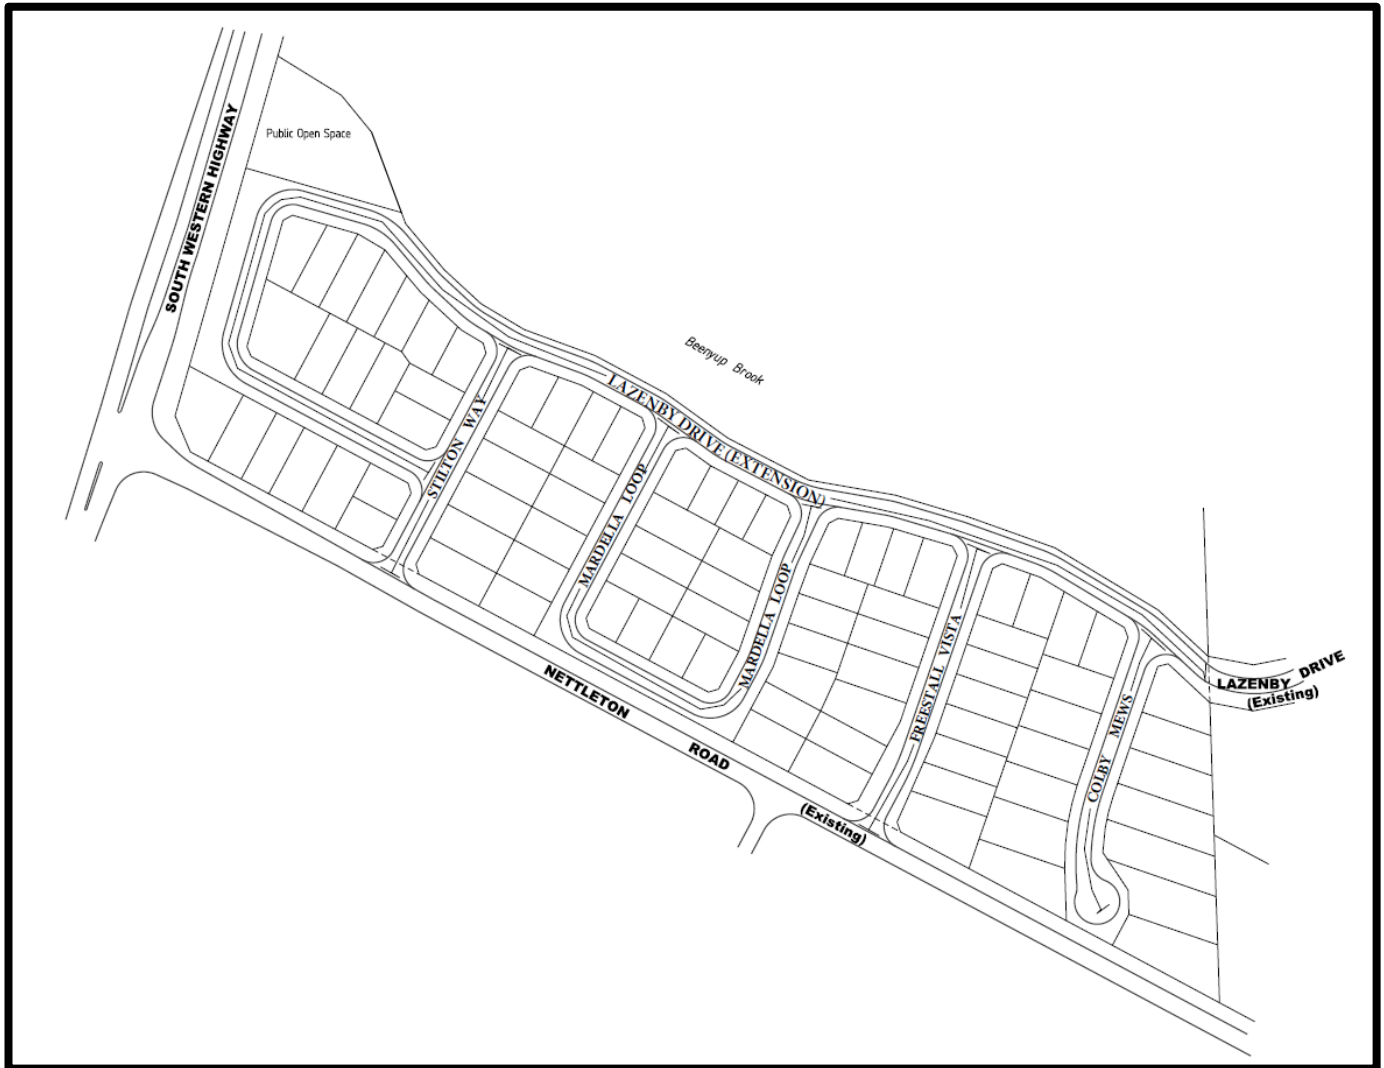 Public Open Space
SOUTH WESTERN HIGHWAY
Beenyup Brook
LAZENBY DRIVE (EXTENSION)
STILTON WAY
MARDELLA LOOP
MARDELLA LOOP
FREESTALL VISTA
COLBY MEWS
LAZENBY DRIVE
(Existing)
NETTLETON ROAD
(Existing)